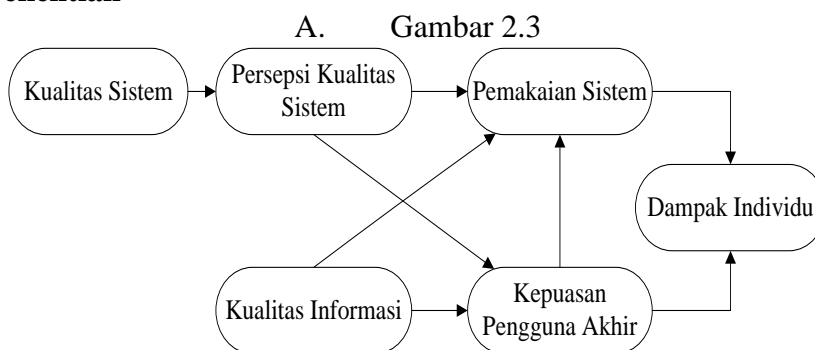 A. Gambar 2.3
Kualitas Sistem
Persepsi Kualitas
Sistem
Pemakaian Sistem
Dampak Individu
Kualitas Informasi
Kepuasan
Pengguna Akhir